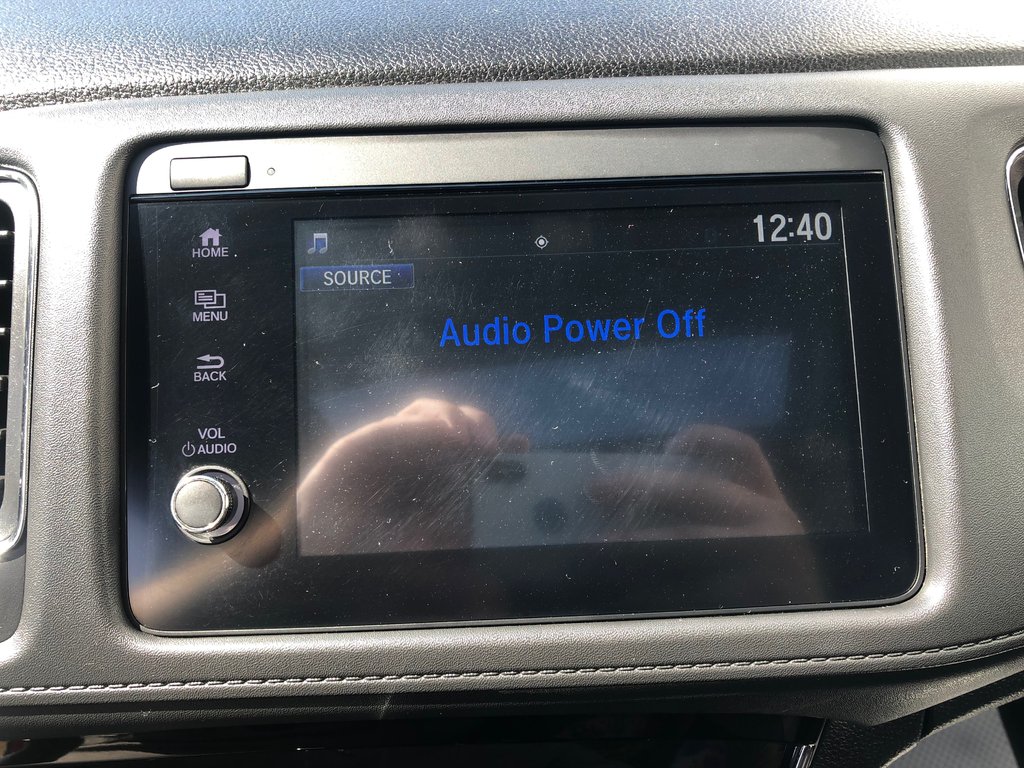 HOME
MENU
BACK
VOL
AUDIO
12:40
SOURCE
Audio Power Off